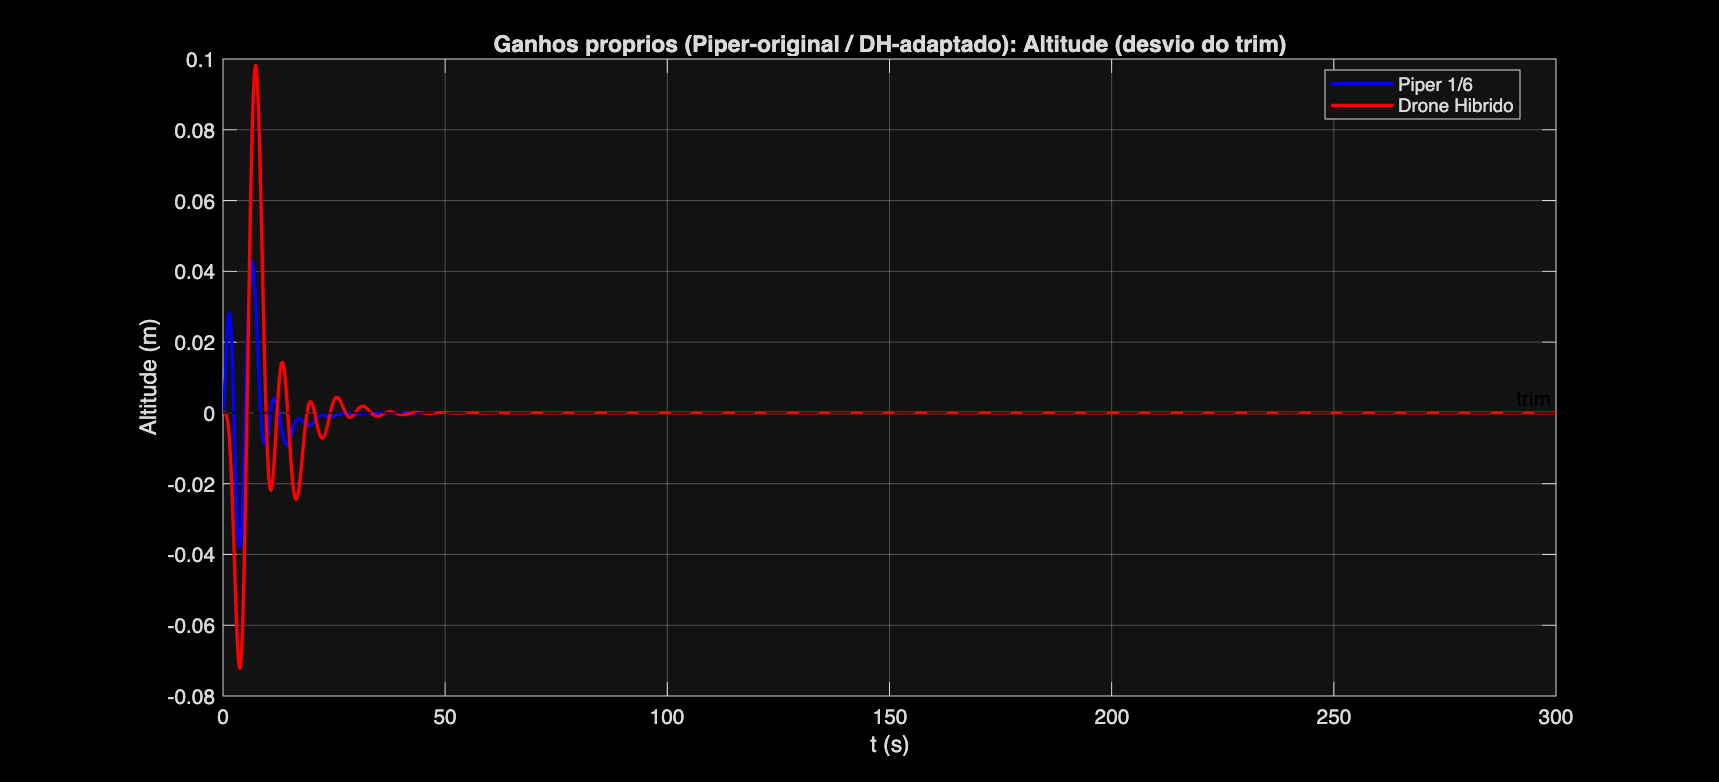 Ganhos proprios (Piper-original / DH-adaptado): Altitude (desvio do trim)
Piper 1/6
Drone Hibrido
0.1
0.08
0.06
0.04
0.02
0
-0.02
-0.04
-0.06
-0.08
Altitude (m)
trim
0 50 100 150 200 250 300
t (s)